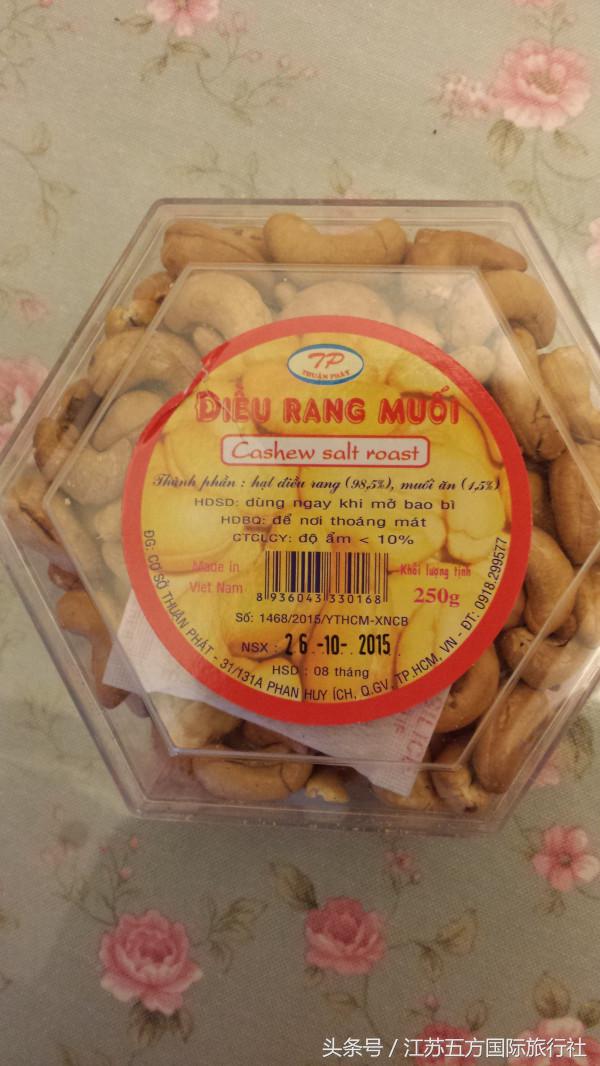 TP
THUẬN PHÁT
ĐIỀU RANG MUỐI
Cashew salt roast
Thành phần : hạt điều rang (98,5%), muối ăn (1,5%)
HDSD: dùng ngay khi mở bao bì
HDBQ: để nơi thoáng mát
CTCLCY: độ ẩm < 10%
Made in
Viet Nam
8 936043 330168
Khối lượng tịnh
250g
Số: 1468/2015/YTHCM-XNCB
NSX : 26.-10-.2015.
HSD : 08 tháng
ĐG: CƠ SỞ THUẬN PHÁT - 31/131A PHAN HUY ÍCH, Q.GV, TP.HCM, VN - ĐT: 0918.299577
SILICA
头条号 / 江苏五方国际旅行社